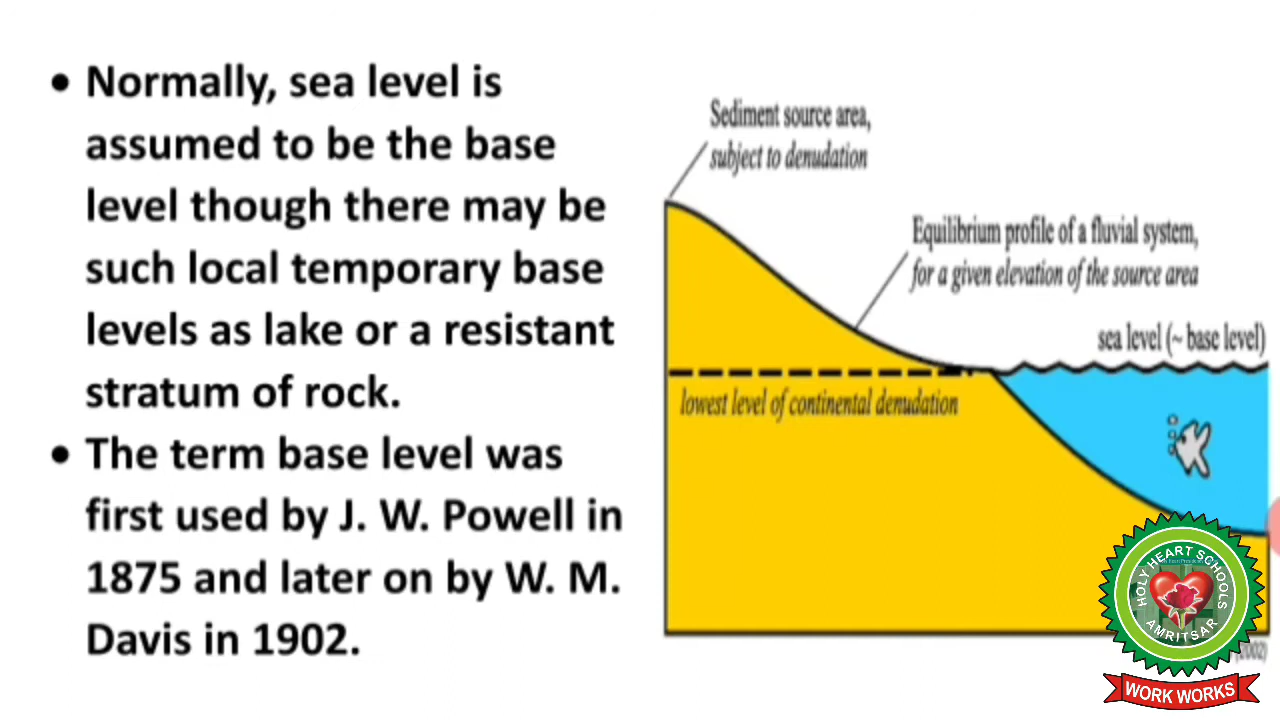 • Normally, sea level is
assumed to be the base
level though there may be
such local temporary base
levels as lake or a resistant
stratum of rock.
• The term base level was
first used by J. W. Powell in
1875 and later on by W. M.
Davis in 1902.
Sediment source area,
subject to denudation
Equilibrium profile of a fluvial system,
for a given elevation of the source area
sea level (~ base level)
lowest level of continental denudation
HOLY HEART SCHOOLS
AMRITSAR
WORK WORKS
2002)